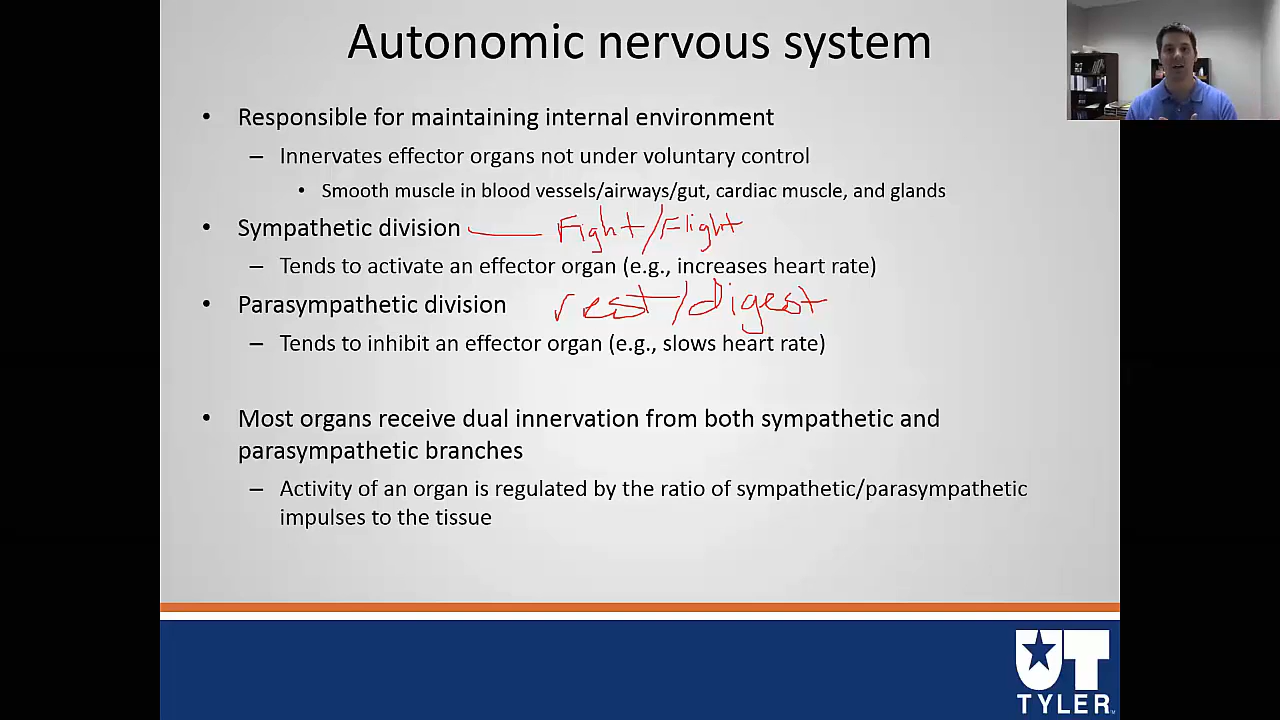 Autonomic nervous system
• Responsible for maintaining internal environment
– Innervates effector organs not under voluntary control
• Smooth muscle in blood vessels/airways/gut, cardiac muscle, and glands
• Sympathetic division Fight/Flight
– Tends to activate an effector organ (e.g., increases heart rate)
• Parasympathetic division rest/digest
– Tends to inhibit an effector organ (e.g., slows heart rate)
• Most organs receive dual innervation from both sympathetic and
parasympathetic branches
– Activity of an organ is regulated by the ratio of sympathetic/parasympathetic
impulses to the tissue
UT
TYLER™